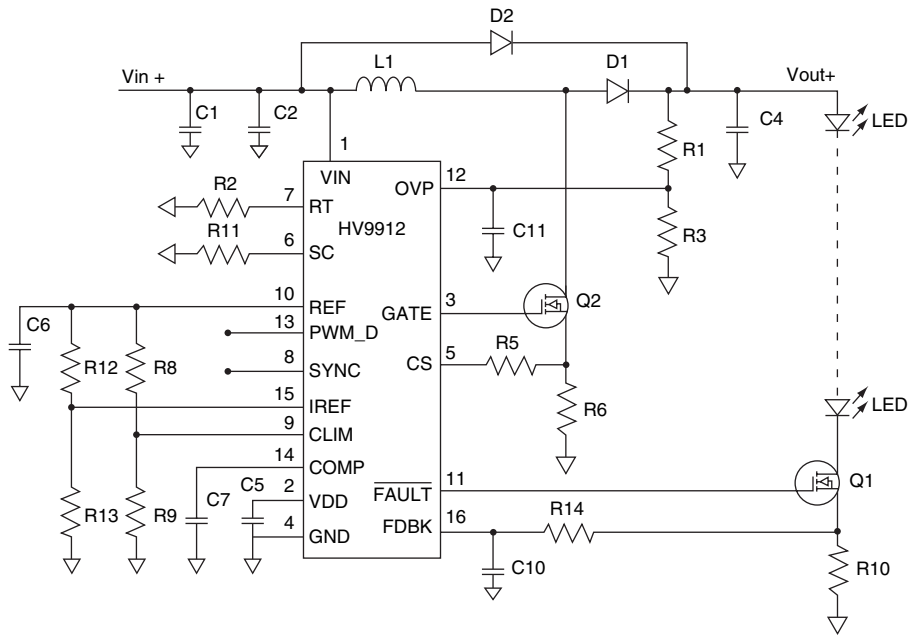 D2
Vin +
L1
D1
Vout+
C1
C2
C4
LED
1
R1
VIN
12
OVP
R2
7
RT
HV9912
C11
R3
R11
6
SC
10
REF
3
GATE
Q2
C6
13
PWM_D
R12
R8
8
SYNC
5
CS
R5
15
IREF
R6
LED
9
CLIM
14
COMP
11
FAULT
Q1
C7
C5
2
VDD
R13
R9
4
GND
16
FDBK
R14
C10
R10